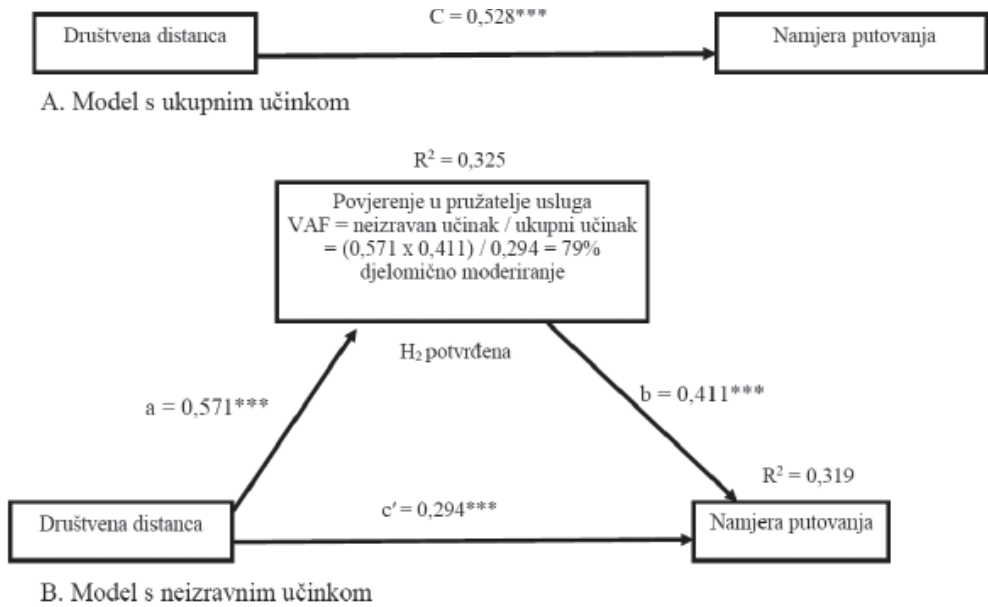 C = 0,528***
Društvena distanca
Namjera putovanja
A. Model s ukupnim učinkom
R² = 0,325
Povjerenje u pružatelje usluga
VAF = neizravan učinak / ukupni učinak
= (0,571 x 0,411) / 0,294 = 79%
djelomično moderiranje
H₂ potvrđena
a = 0,571***
b = 0,411***
R² = 0,319
Društvena distanca
c' = 0,294***
Namjera putovanja
B. Model s neizravnim učinkom